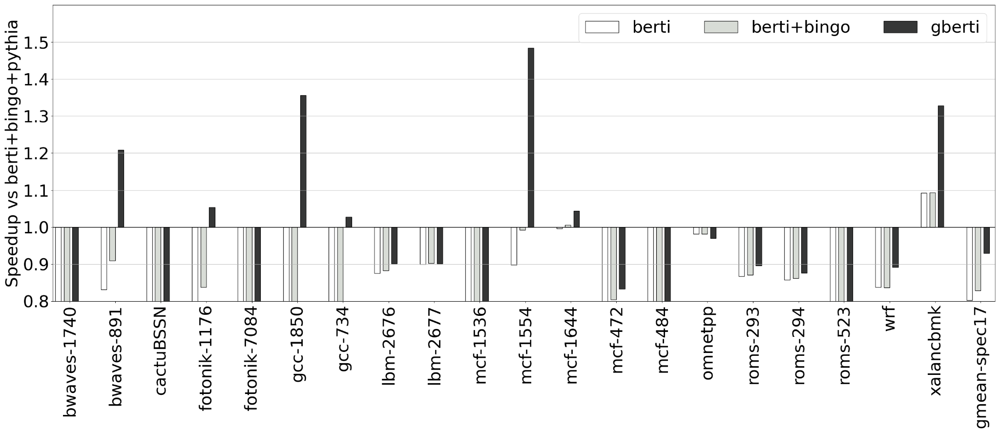 Speedup vs berti+bingo+pythia
berti
berti+bingo
gberti
1.5
1.4
1.3
1.2
1.1
1.0
0.9
0.8
bwaves-1740
bwaves-891
cactuBSSN
fotonik-1176
fotonik-7084
gcc-1850
gcc-734
lbm-2676
lbm-2677
mcf-1536
mcf-1554
mcf-1644
mcf-472
mcf-484
omnetpp
roms-293
roms-294
roms-523
wrf
xalancbmk
gmean-spec17